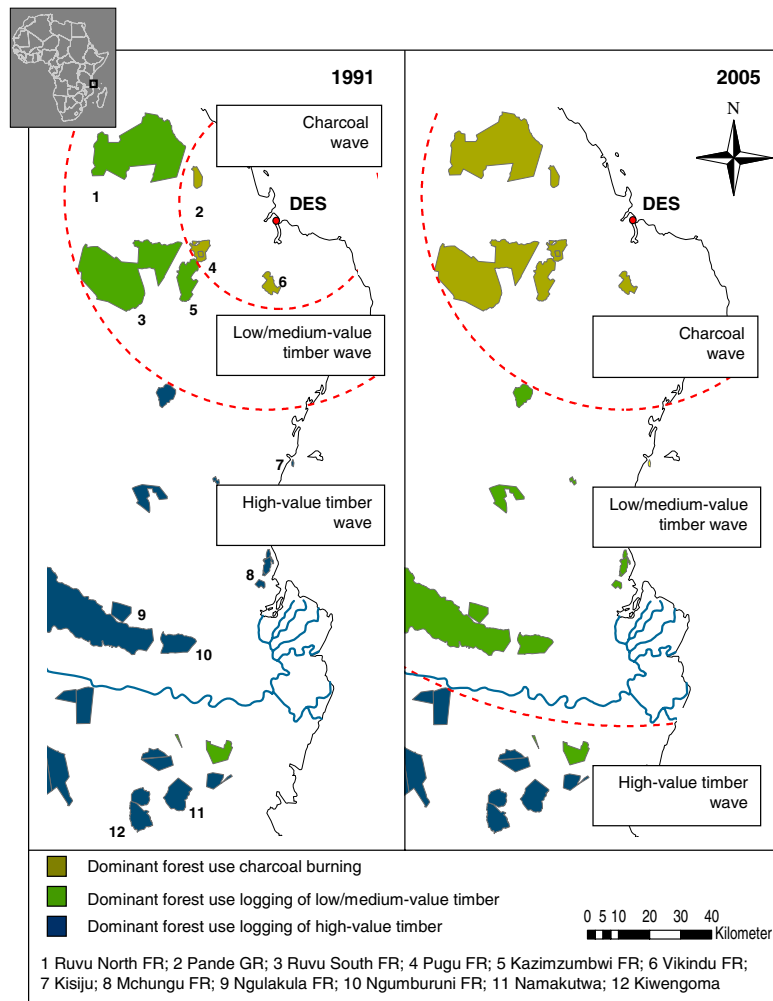 1991
2005
Charcoal
wave
N
1
2
DES
DES
4
6
5
3
Low/medium-value
timber wave
Charcoal
wave
7
High-value timber
wave
Low/medium-value
timber wave
8
9
10
High-value timber
wave
11
12
Dominant forest use charcoal burning
Dominant forest use logging of low/medium-value timber
Dominant forest use logging of high-value timber
0 5 10 20 30 40
Kilometer
1 Ruvu North FR; 2 Pande GR; 3 Ruvu South FR; 4 Pugu FR; 5 Kazimzumbwi FR; 6 Vikindu FR;
7 Kisiju; 8 Mchungu FR; 9 Ngulakula FR; 10 Ngumburuni FR; 11 Namakutwa; 12 Kiwengoma